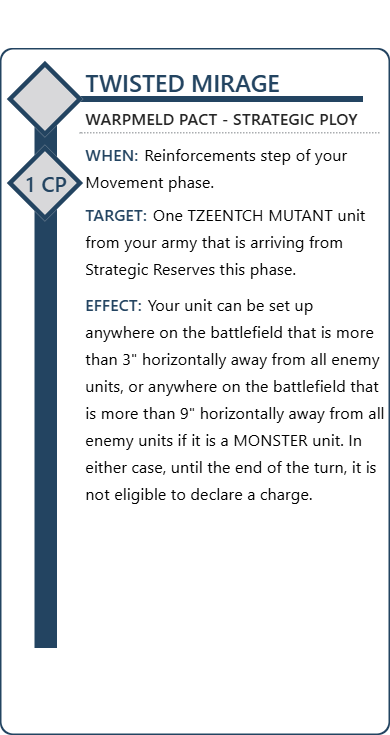 TWISTED MIRAGE
WARPMELD PACT - STRATEGIC PLOY
WHEN: Reinforcements step of your
1 CP
Movement phase.
TARGET: One TZEENTCH MUTANT unit
from your army that is arriving from
Strategic Reserves this phase.
EFFECT: Your unit can be set up
anywhere on the battlefield that is more
than 3" horizontally away from all enemy
units, or anywhere on the battlefield that
is more than 9" horizontally away from all
enemy units if it is a MONSTER unit. In
either case, until the end of the turn, it is
not eligible to declare a charge.